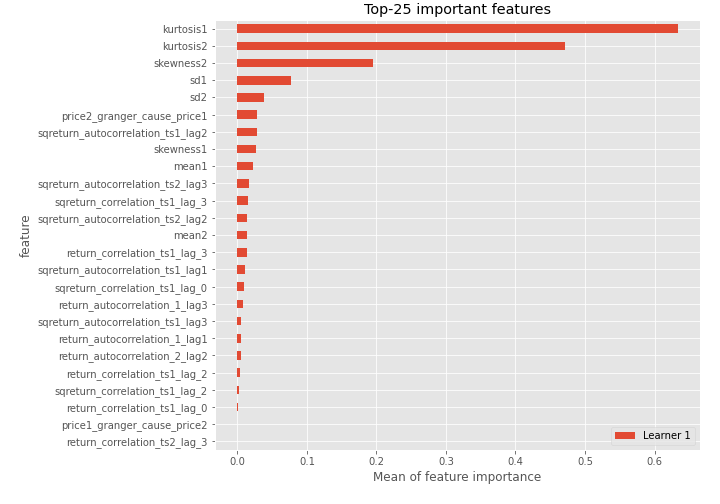 Top-25 important features
kurtosis1
kurtosis2
skewness2
sd1
sd2
price2_granger_cause_price1
sqreturn_autocorrelation_ts1_lag2
skewness1
mean1
sqreturn_autocorrelation_ts2_lag3
sqreturn_correlation_ts1_lag_3
sqreturn_autocorrelation_ts2_lag2
mean2
return_correlation_ts1_lag_3
sqreturn_autocorrelation_ts1_lag1
sqreturn_correlation_ts1_lag_0
return_autocorrelation_1_lag3
sqreturn_autocorrelation_ts1_lag3
return_autocorrelation_1_lag1
return_autocorrelation_2_lag2
return_correlation_ts1_lag_2
sqreturn_correlation_ts1_lag_2
return_correlation_ts1_lag_0
price1_granger_cause_price2
return_correlation_ts2_lag_3
feature
Learner 1
0.0 0.1 0.2 0.3 0.4 0.5 0.6
Mean of feature importance